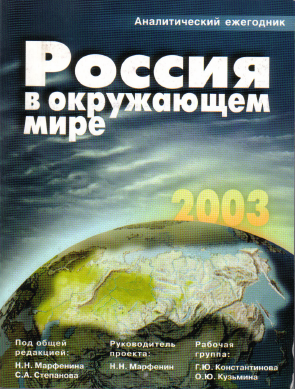 Аналитический ежегодник
Россия
в окружающем
мире
2003
Под общей
редакцией:
Н.Н. Марфенина
С.А. Степанова
Руководитель
проекта:
Н.Н. Марфенин
Рабочая
группа:
Г.Ю. Константинова
О.Ю. Кузьмина